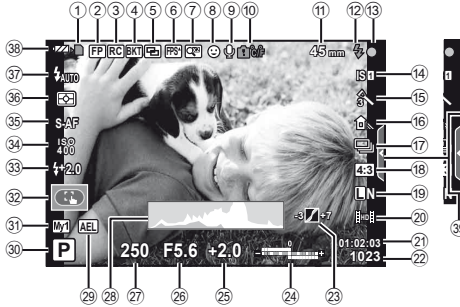 ① ② ③ ④ ⑤ ⑥ ⑦ ⑧ ⑨ ⑩ ⑪ ⑫ ⑬
FP RC BKT FPS 45 mm
㊳
㊲ AUTO IS 1 ⑭
3 ⑮
㊱ ⑯
㉟ S-AF ⑰
㉞ ISO 400 4:3 ⑱
㉝ +2.0 L N ⑲
㉜ HD ⑳
㉛ My1 AEL -3 +7 01:02:03 ㉑
㉚ P 250 F5.6 +2.0 - 0 + 1023 ㉒
㉙ ㉘ ㉗ ㉖ ㉕ ㉔ ㉓